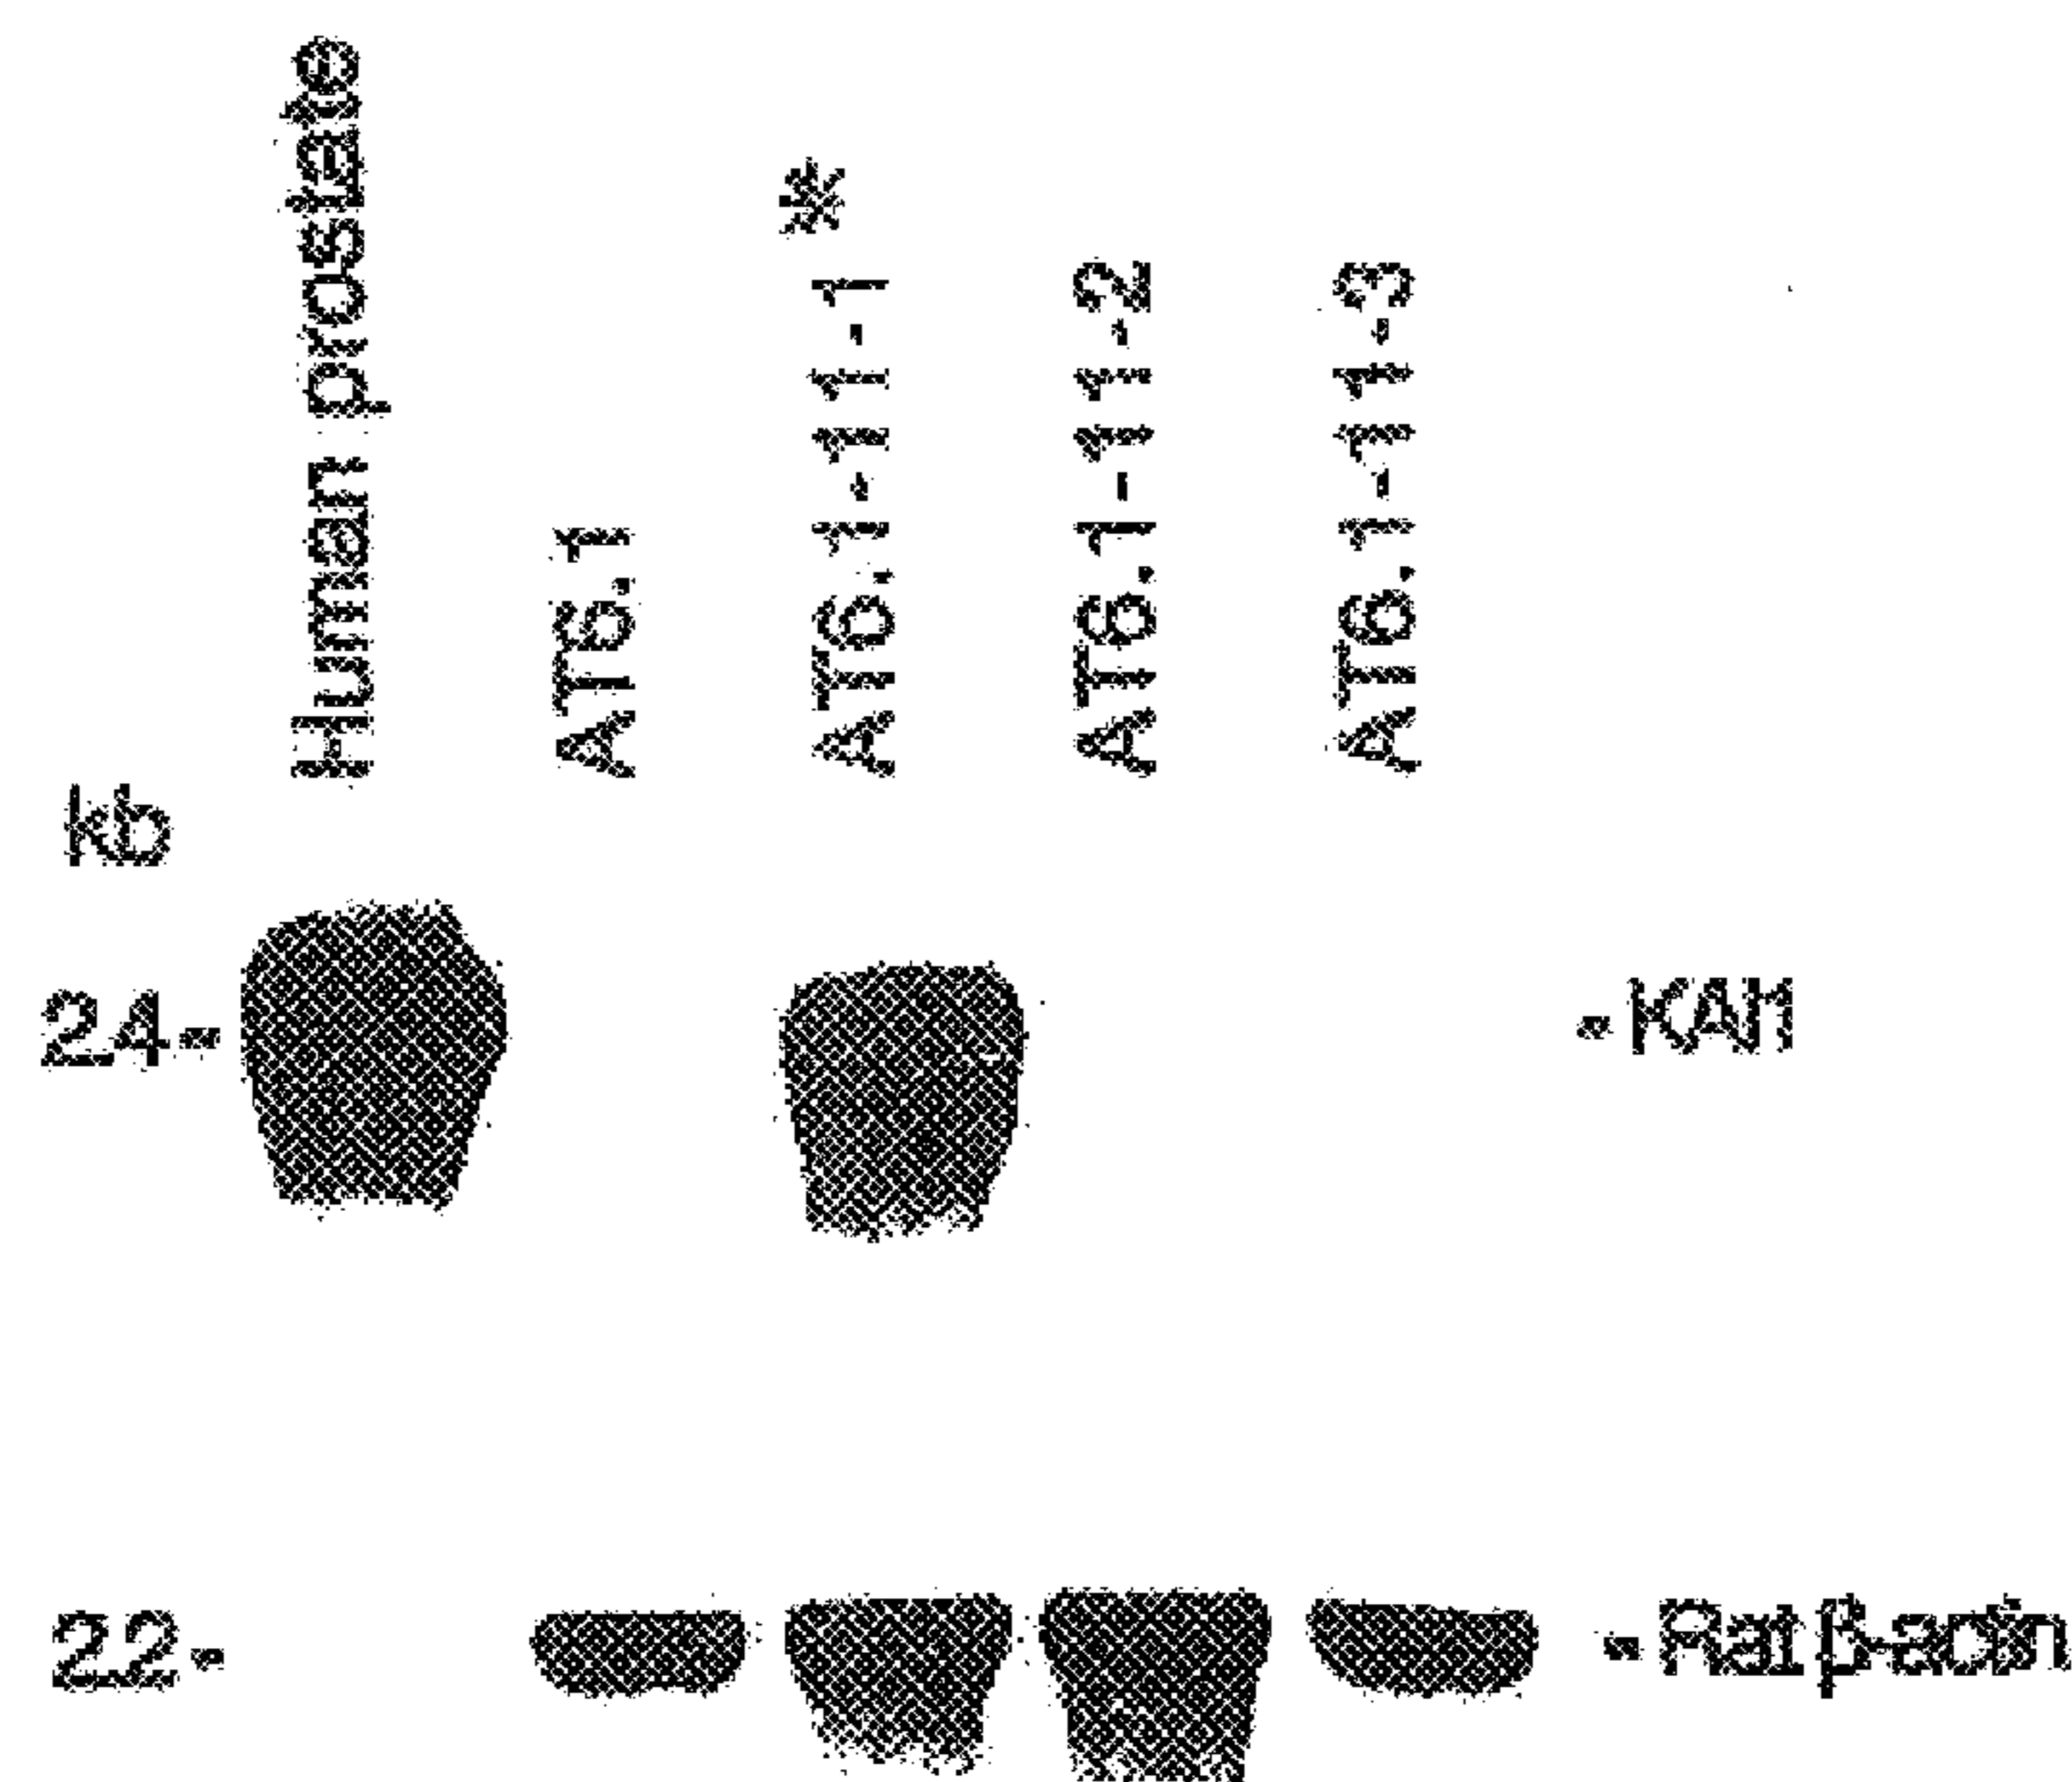 Human prostate
AT6.1
AT6.1-11-1 *
AT6.1-11-2
AT6.1-11-3
kb
2.4-
-KAI1
2.2-
-Rat β-actin